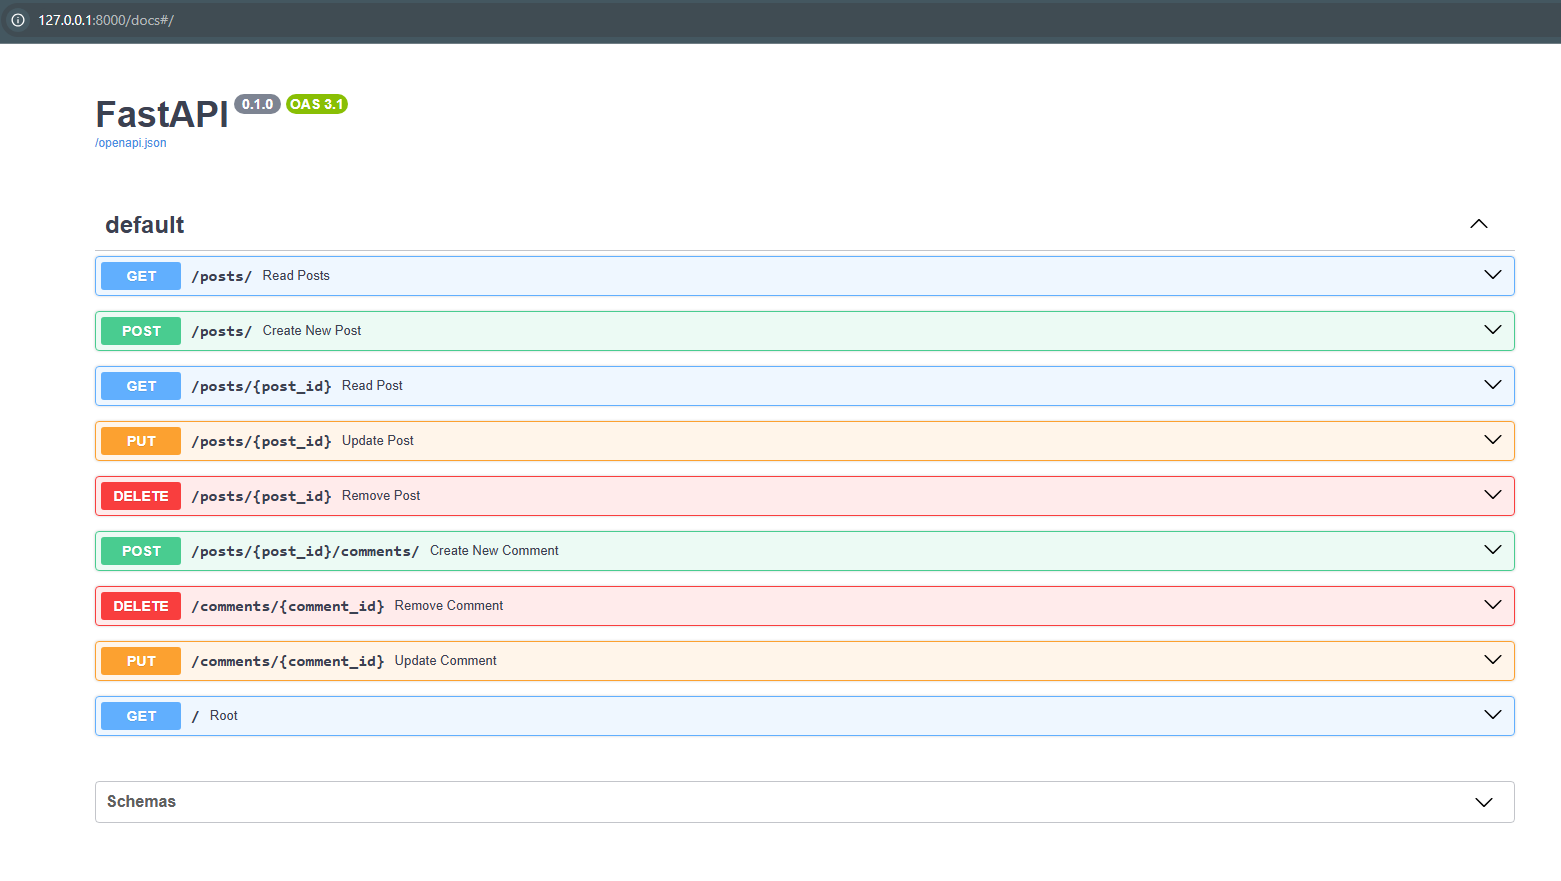 127.0.0.1:8000/docs#/
FastAPI 0.1.0 OAS 3.1
/openapi.json
default
GET /posts/ Read Posts
POST /posts/ Create New Post
GET /posts/{post_id} Read Post
PUT /posts/{post_id} Update Post
DELETE /posts/{post_id} Remove Post
POST /posts/{post_id}/comments/ Create New Comment
DELETE /comments/{comment_id} Remove Comment
PUT /comments/{comment_id} Update Comment
GET / Root
Schemas